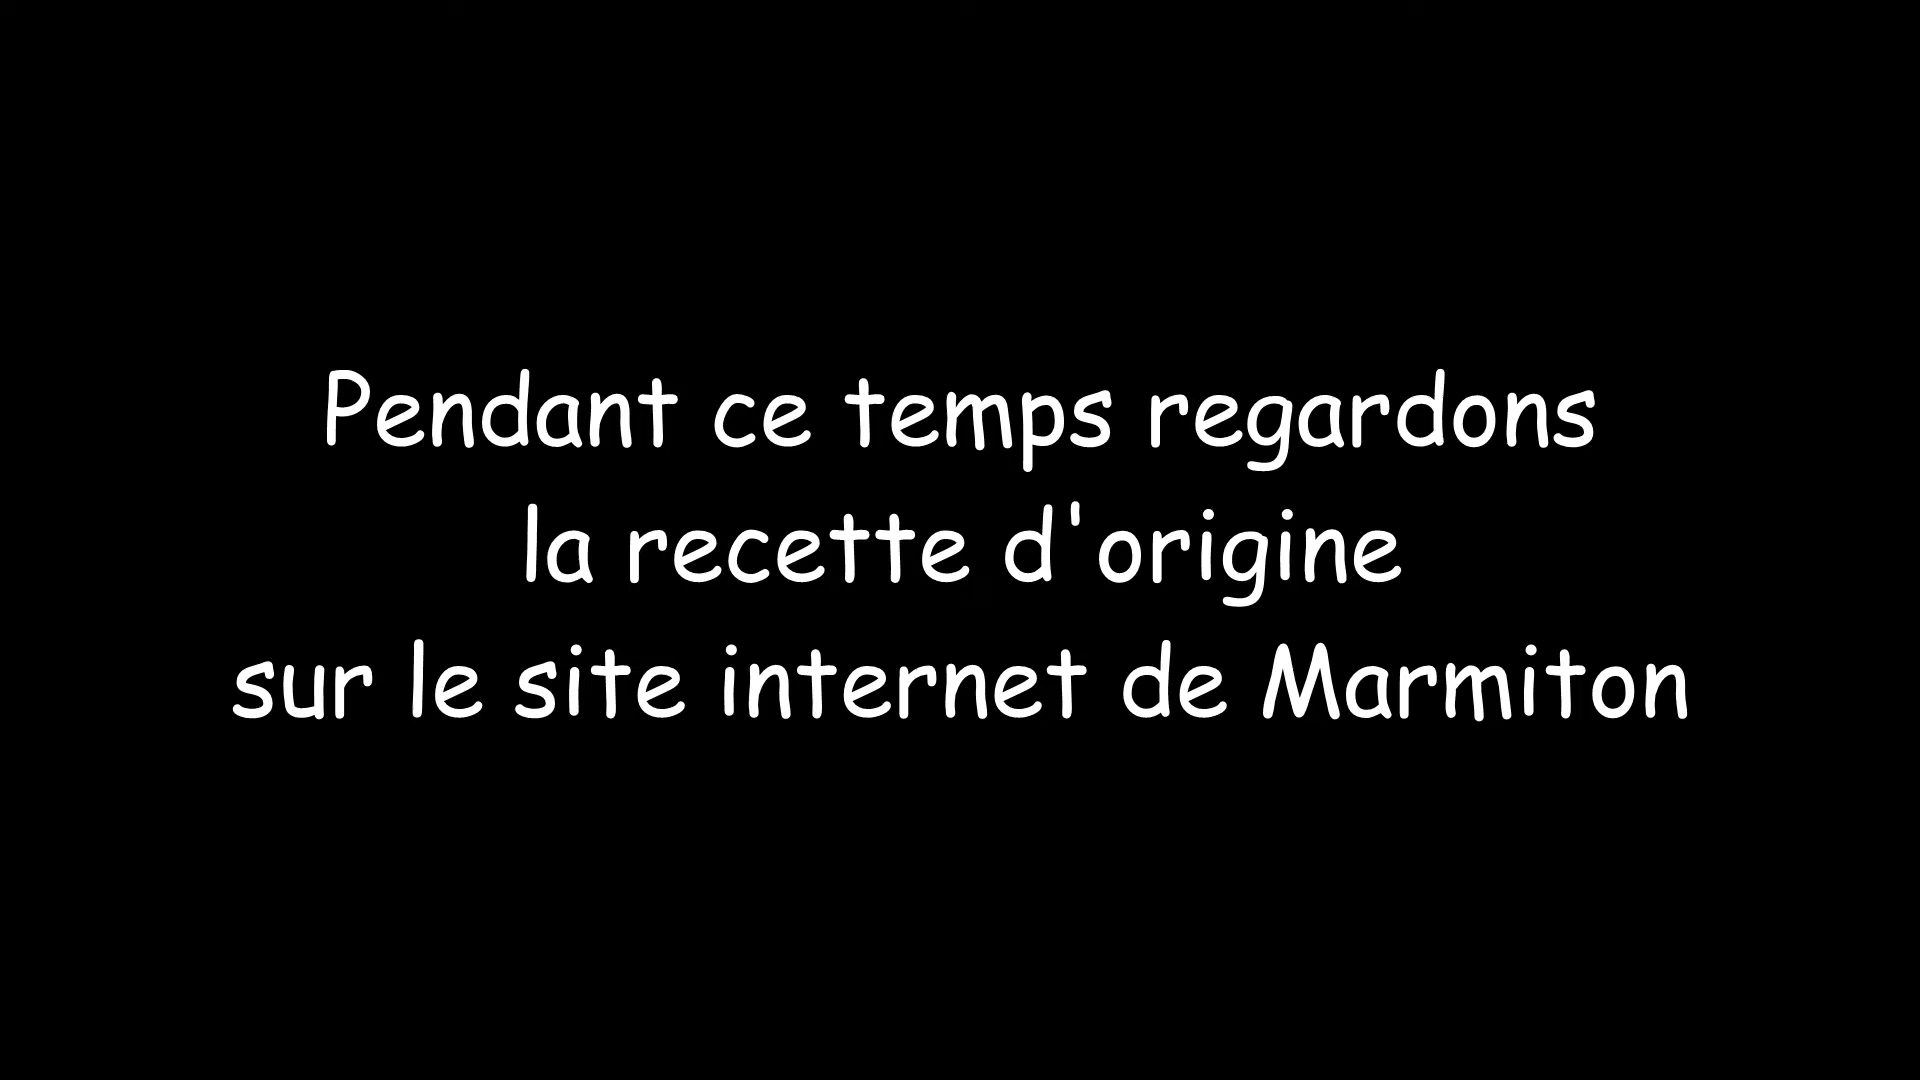 Pendant ce temps regardons
la recette d'origine
sur le site internet de Marmiton